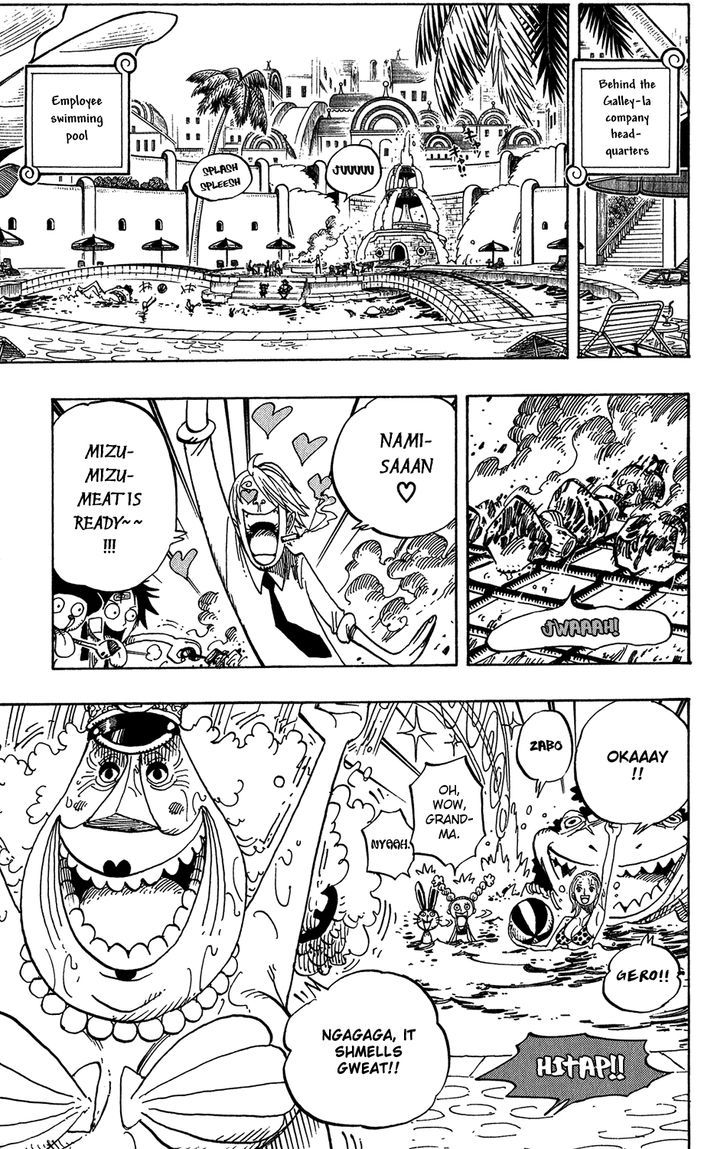 Behind the
Galley-la
company
head-
quarters
Employee
swimming
pool
JUUUU
SPLASH
SPLEESH
JWAAAH!
NAMI-
SAAAN
♡
MIZU-
MIZU-
MEAT IS
READY~~
!!!
OKAAAY
!!
ZABO
OH,
WOW,
GRAND-
MA.
NYAAH.
GERO!!
HSTAP!!
NGAGAGA, IT
SHMELLS
GWEAT!!